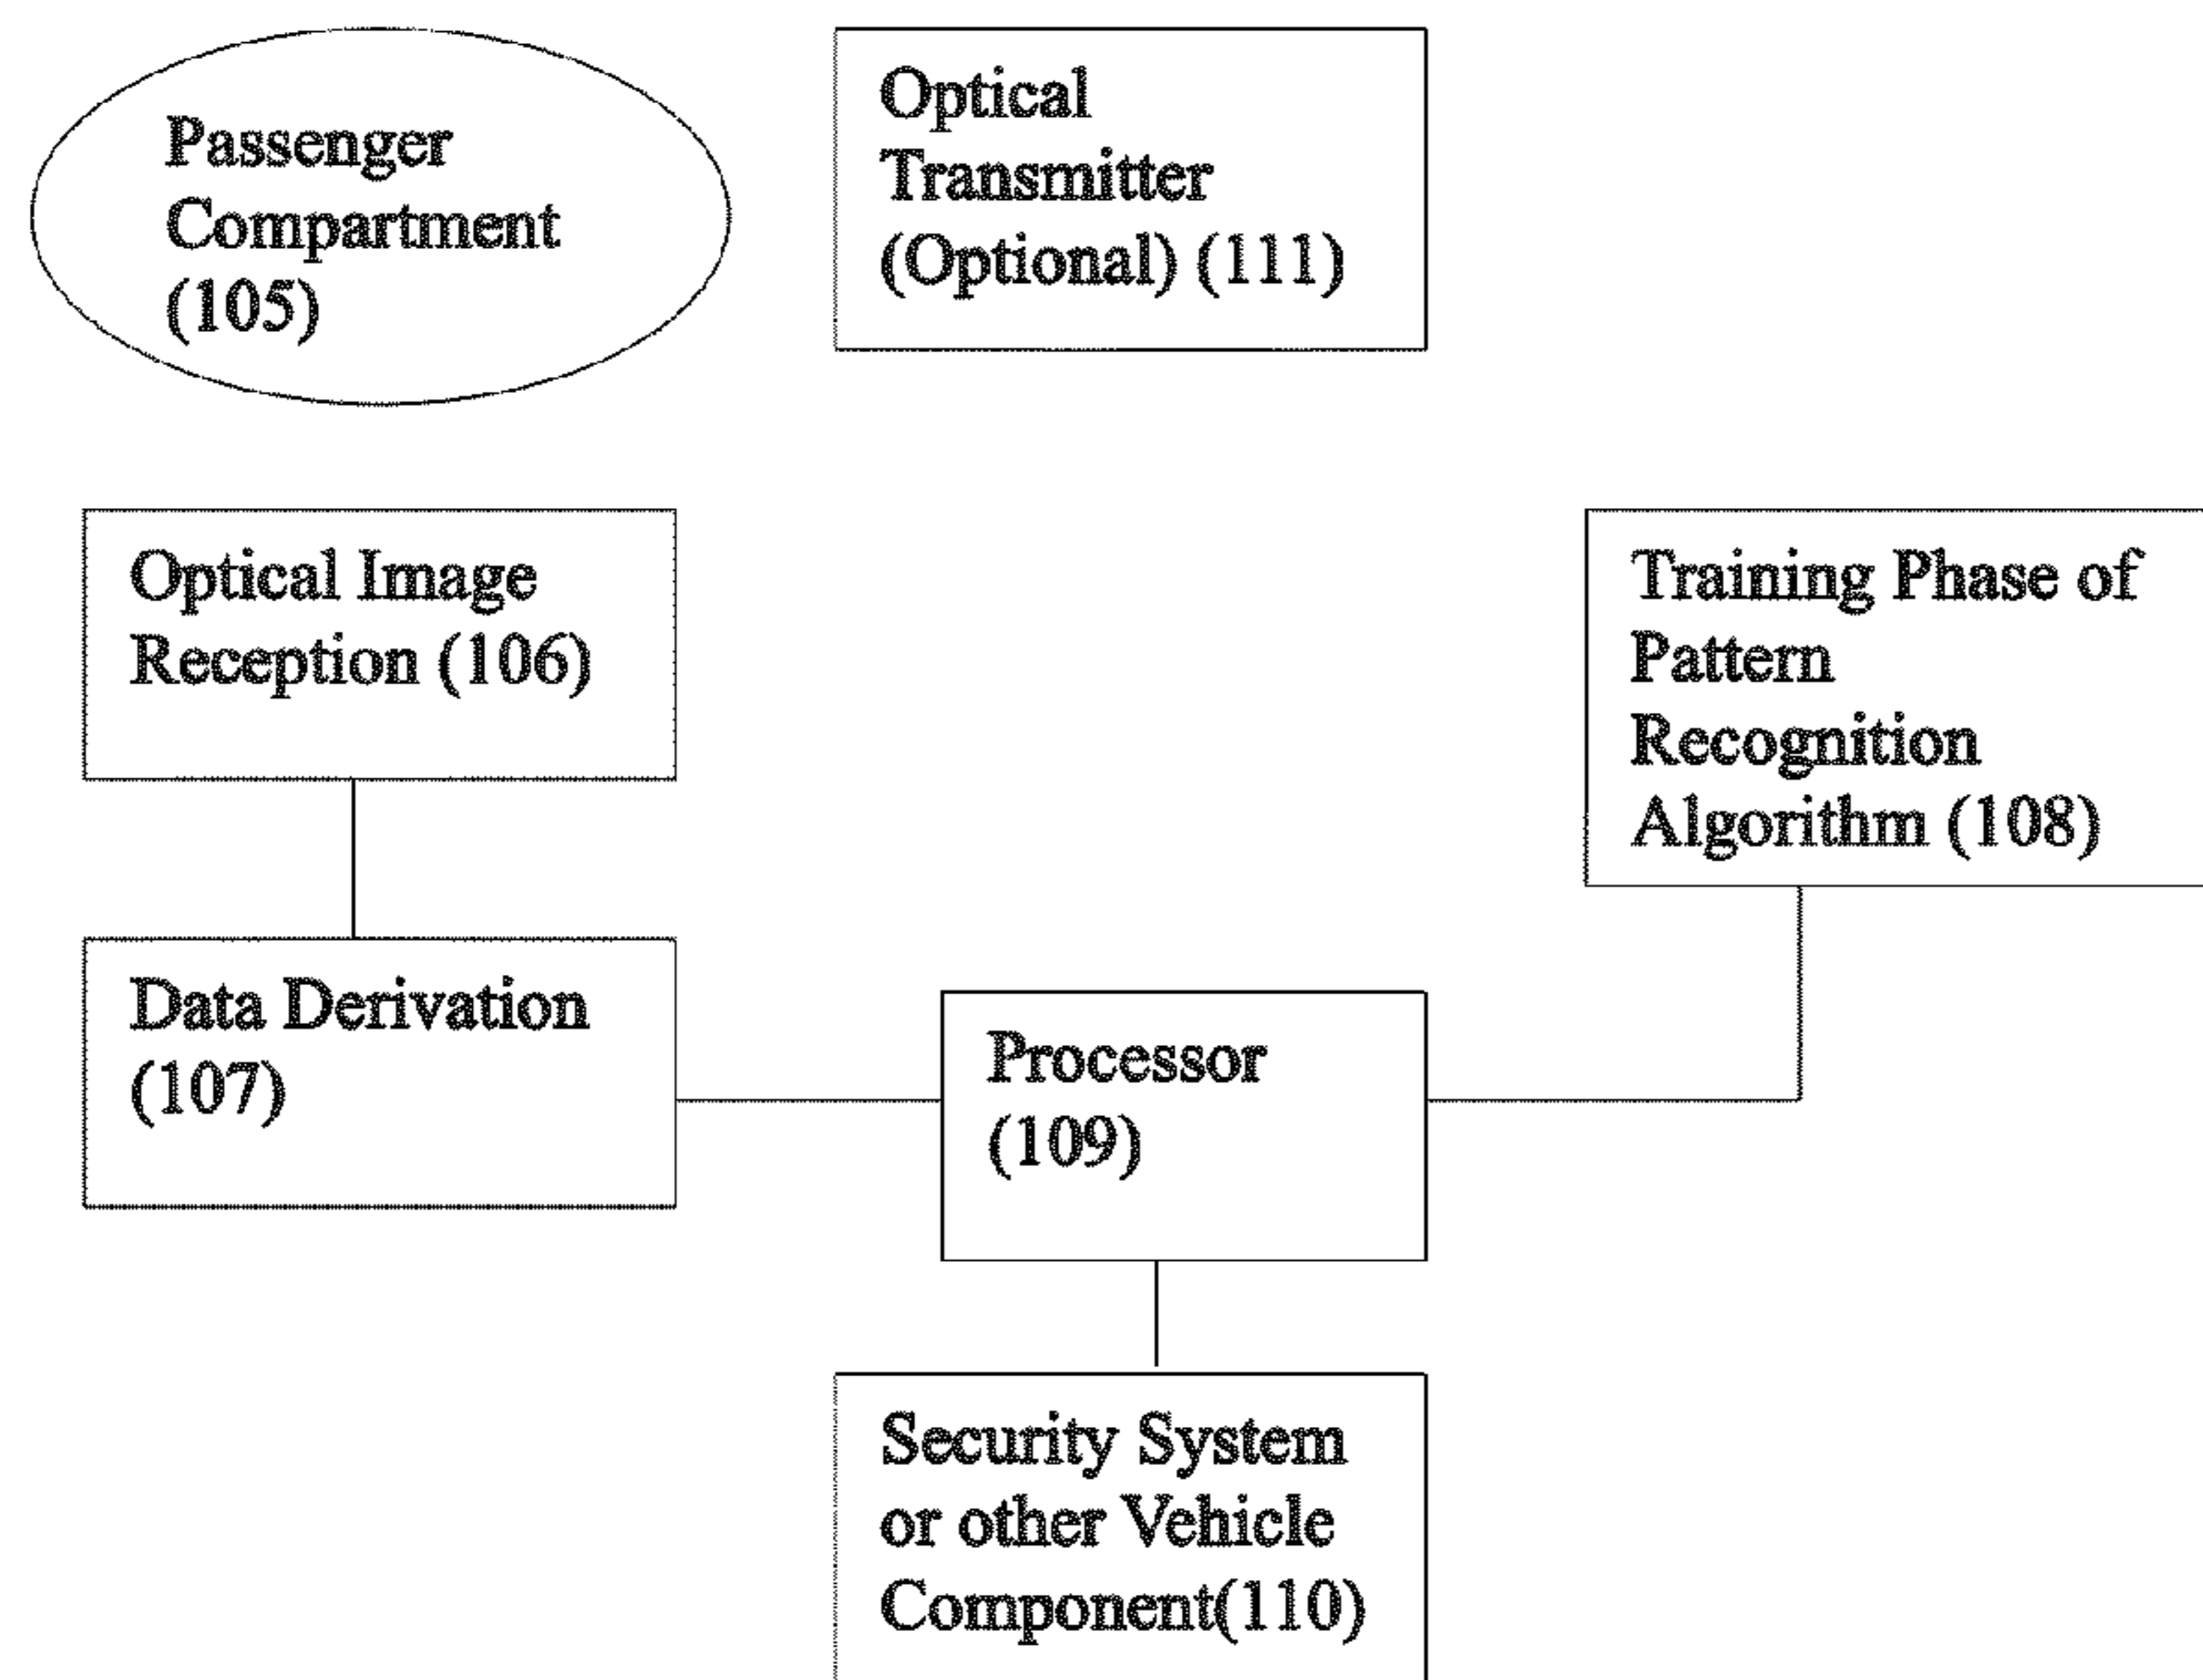 Passenger
Compartment
(105)
Optical
Transmitter
(Optional) (111)
Optical Image
Reception (106)
Training Phase of
Pattern
Recognition
Algorithm (108)
Data Derivation
(107)
Processor
(109)
Security System
or other Vehicle
Component(110)